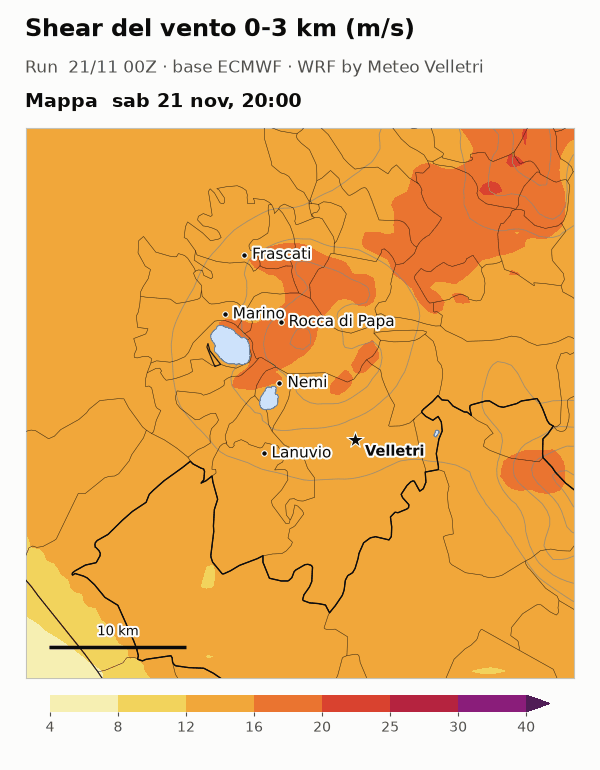 Shear del vento 0-3 km (m/s)
Run  21/11 00Z · base ECMWF · WRF by Meteo Velletri
Mappa  sab 21 nov, 20:00
Frascati
Marino
Rocca di Papa
Nemi
Velletri
Lanuvio
10 km
4 8 12 16 20 25 30 40